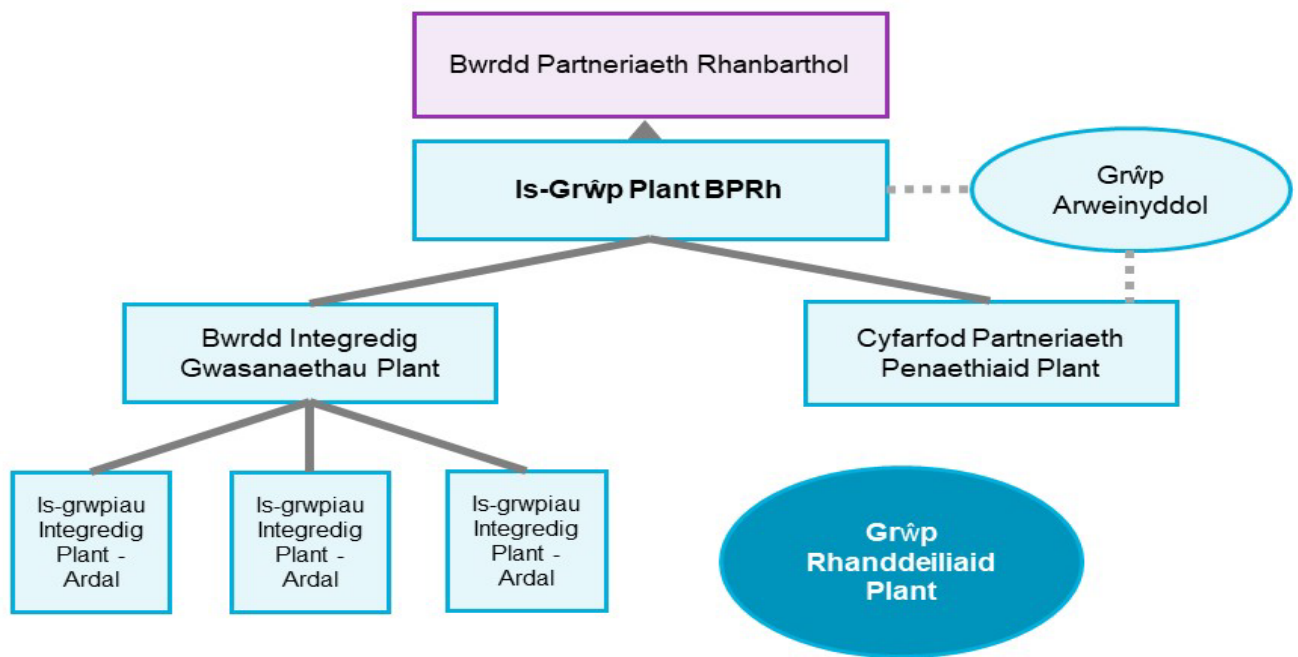 Bwrdd Partneriaeth Rhanbarthol
Is-Grŵp Plant BPRh
Grŵp
Arweinyddol
Bwrdd Integredig
Gwasanaethau Plant
Cyfarfod Partneriaeth
Penaethiaid Plant
Is-grwpiau
Integredig
Plant -
Ardal
Is-grwpiau
Integredig
Plant -
Ardal
Is-grwpiau
Integredig
Plant -
Ardal
Grŵp
Rhanddeiliaid
Plant